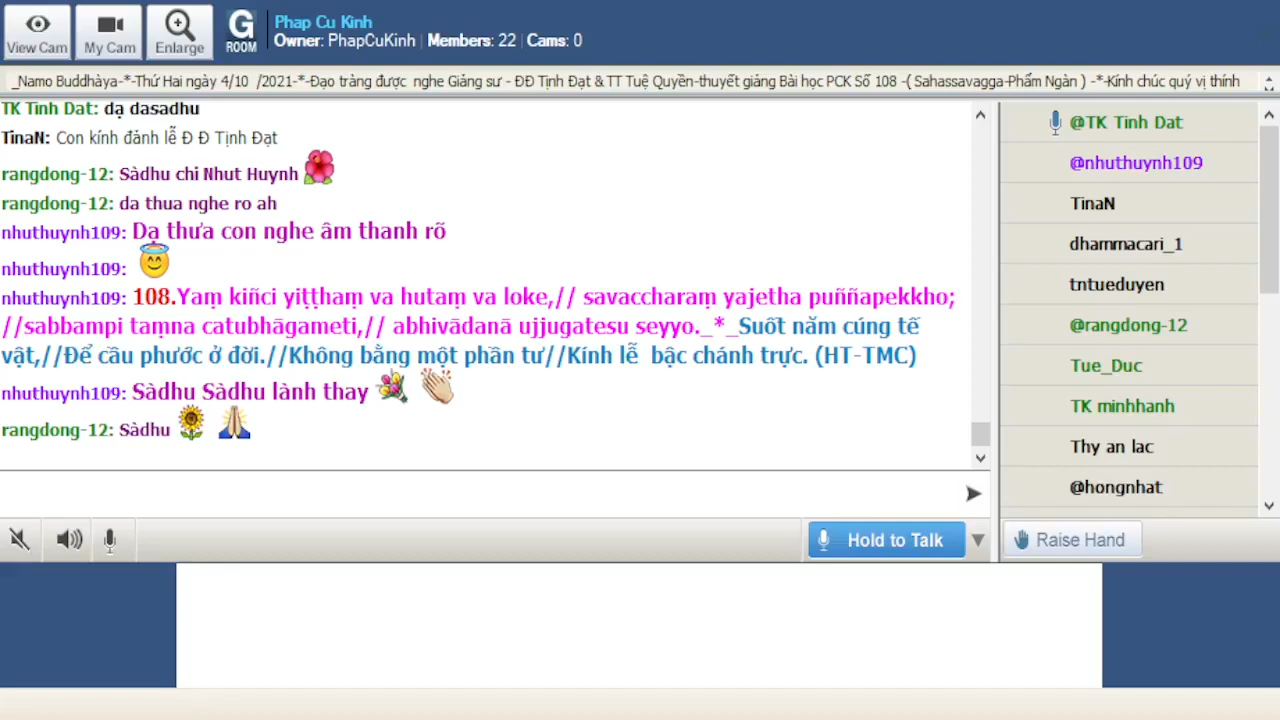 View Cam
My Cam
Enlarge
G
ROOM
Phap Cu Kinh
Owner: PhapCuKinh | Members: 22 | Cams: 0
_Namo Buddhàya-*-Thứ Hai ngày 4/10 /2021-*-Đạo tràng được nghe Giảng sư - ĐĐ Tịnh Đạt & TT Tuệ Quyền-thuyết giảng Bài học PCK Số 108 -( Sahassavagga-Phẩm Ngàn ) -*-Kính chúc quý vị thính
TK Tinh Dat: dạ dasadhu
TinaN: Con kính đảnh lễ Đ Đ Tịnh Đạt
rangdong-12: Sàdhu chi Nhut Huynh
rangdong-12: da thua nghe ro ah
nhuthuynh109: Dạ thưa con nghe âm thanh rõ
nhuthuynh109:
nhuthuynh109: 108.Yaṃ kiñci yiṭṭhaṃ va hutaṃ va loke,// savaccharaṃ yajetha puññapekkho;
//sabbampi taṃna catubhāgameti,// abhivādanā ujjugatesu seyyo._*_Suốt năm cúng tế
vật,//Để cầu phước ở đời.//Không bằng một phần tư//Kính lễ bậc chánh trực. (HT-TMC)
nhuthuynh109: Sàdhu Sàdhu lành thay
rangdong-12: Sàdhu
@TK Tinh Dat
@nhuthuynh109
TinaN
dhammacari_1
tntueduyen
@rangdong-12
Tue_Duc
TK minhhanh
Thy an lac
@hongnhat
Hold to Talk
Raise Hand